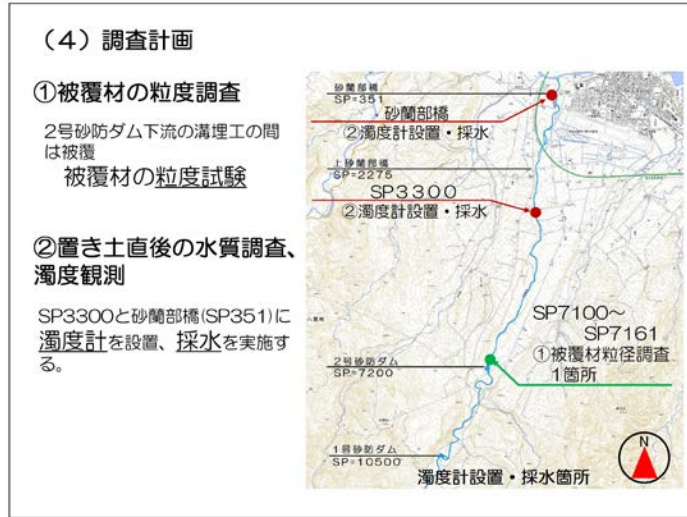 （4）調査計画
①被覆材の粒度調査
2号砂防ダム下流の溝埋工の間
は被覆
被覆材の粒度試験
②置き土直後の水質調査、
濁度観測
SP3300と砂蘭部橋(SP351)に
濁度計を設置、採水を実施す
る。
砂蘭部橋
SP=351
砂蘭部橋
②濁度計設置・採水
上砂蘭部橋
SP=2275
SP3300
②濁度計設置・採水
SP7100～
SP7161
①被覆材粒径調査
1箇所
2号砂防ダム
SP=7200
1号砂防ダム
SP=10500
濁度計設置・採水箇所
N